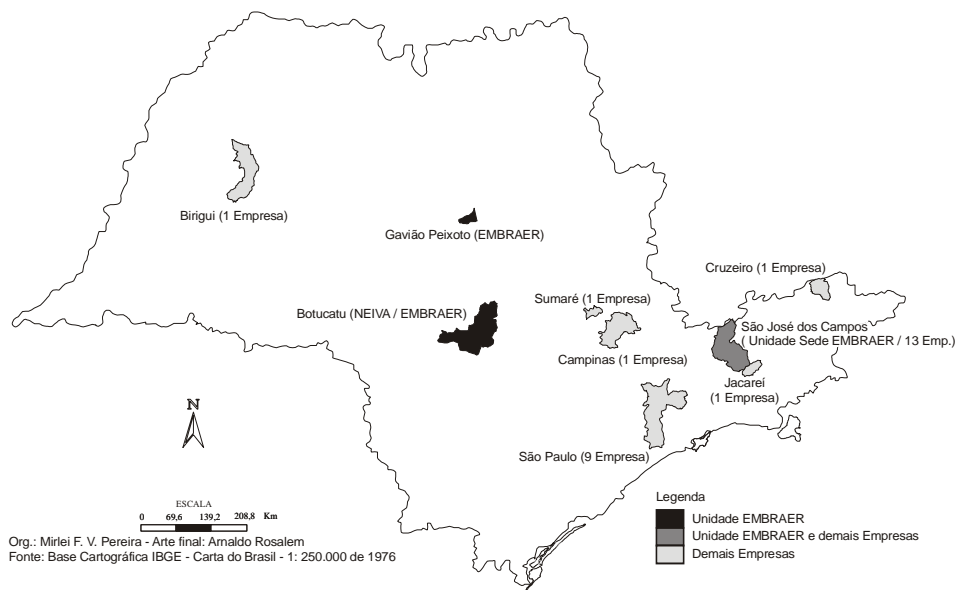 Birigui (1 Empresa)
Gavião Peixoto (EMBRAER)
Cruzeiro (1 Empresa)
Botucatu (NEIVA / EMBRAER)
Sumaré (1 Empresa)
São José dos Campos
( Unidade Sede EMBRAER / 13 Emp.)
Campinas (1 Empresa)
Jacareí
(1 Empresa)
São Paulo (9 Empresa)
N
ESCALA
0 69,6 139,2 208,8 Km
Org.: Mirlei F. V. Pereira - Arte final: Arnaldo Rosalem
Fonte: Base Cartográfica IBGE - Carta do Brasil - 1: 250.000 de 1976
Legenda
Unidade EMBRAER
Unidade EMBRAER e demais Empresas
Demais Empresas